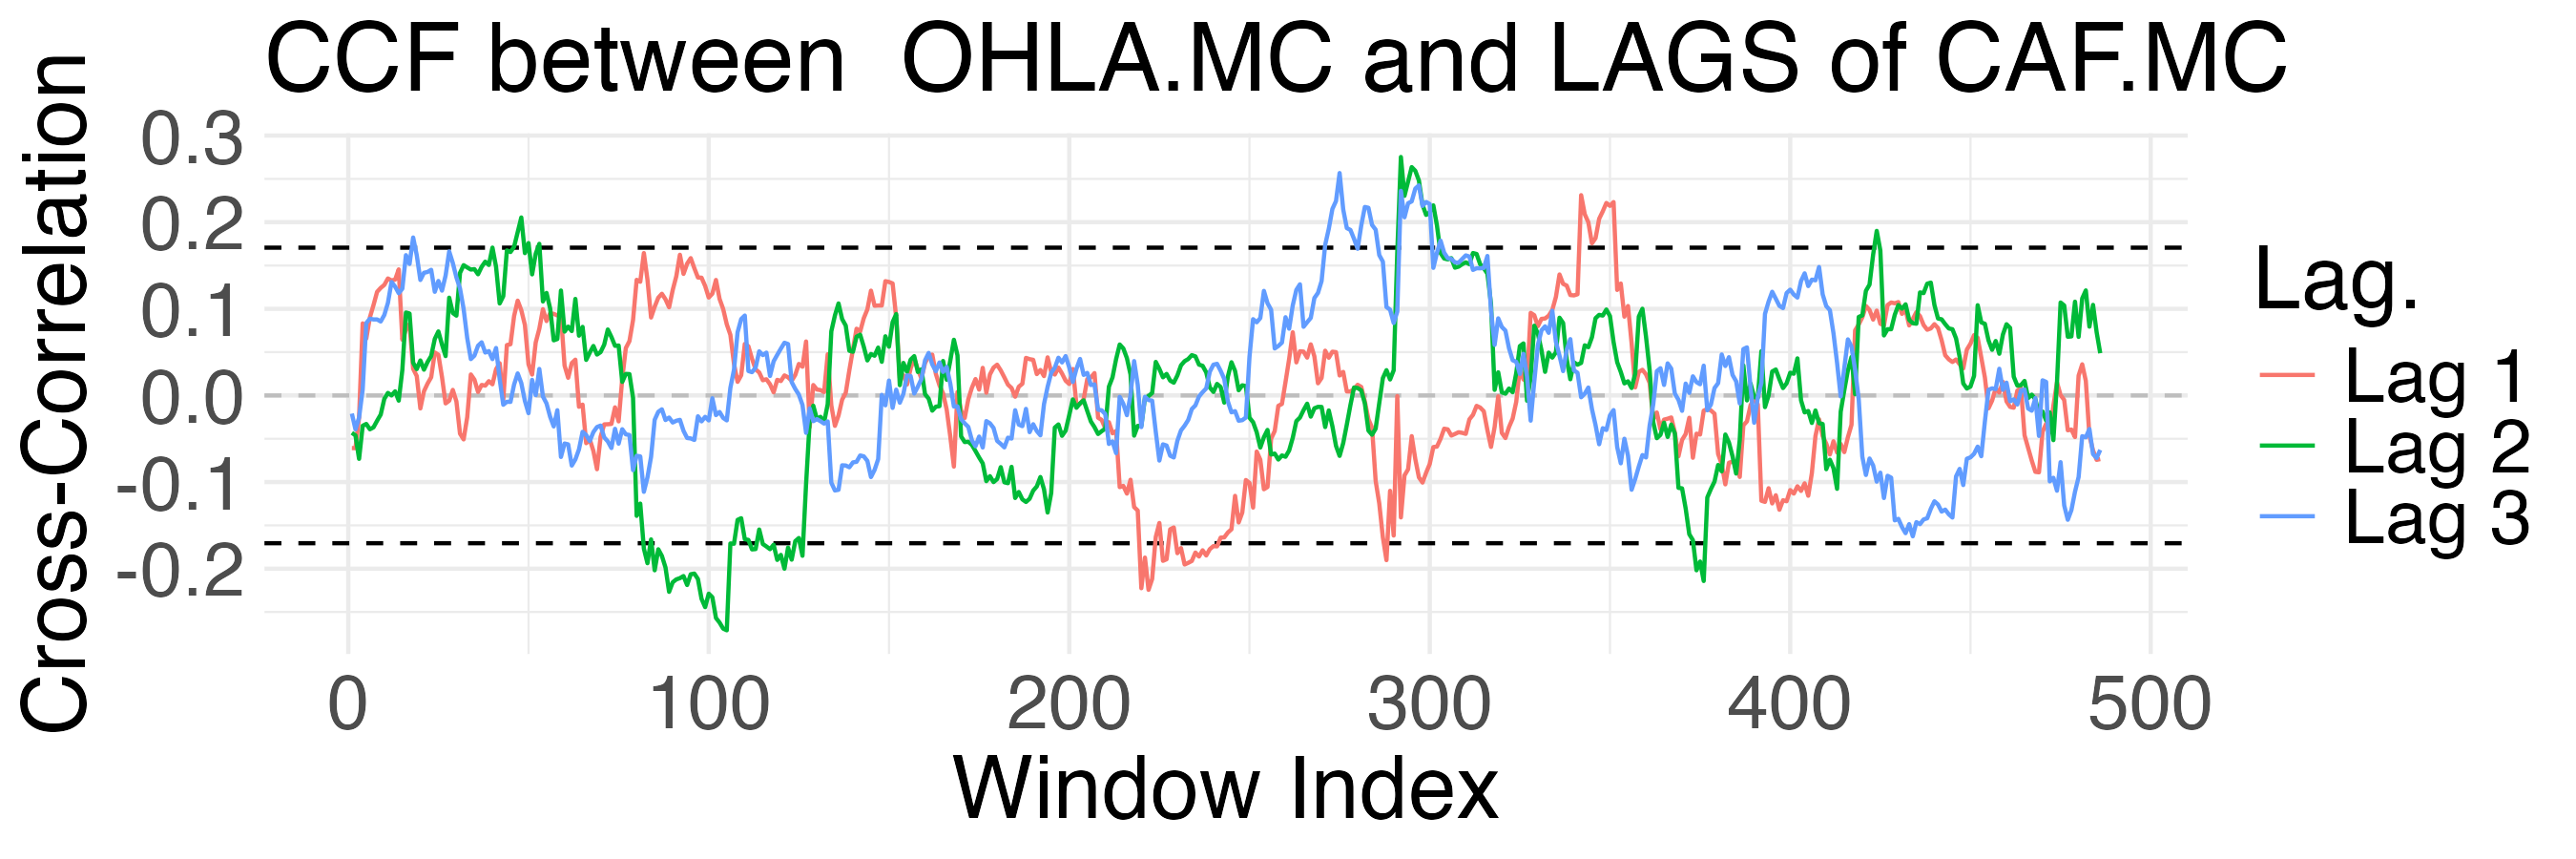 CCF between  OHLA.MC and LAGS of CAF.MC
Cross-Correlation
0.3
0.2
0.1
0.0
-0.1
-0.2
0 100 200 300 400 500
Window Index
Lag.
Lag 1
Lag 2
Lag 3